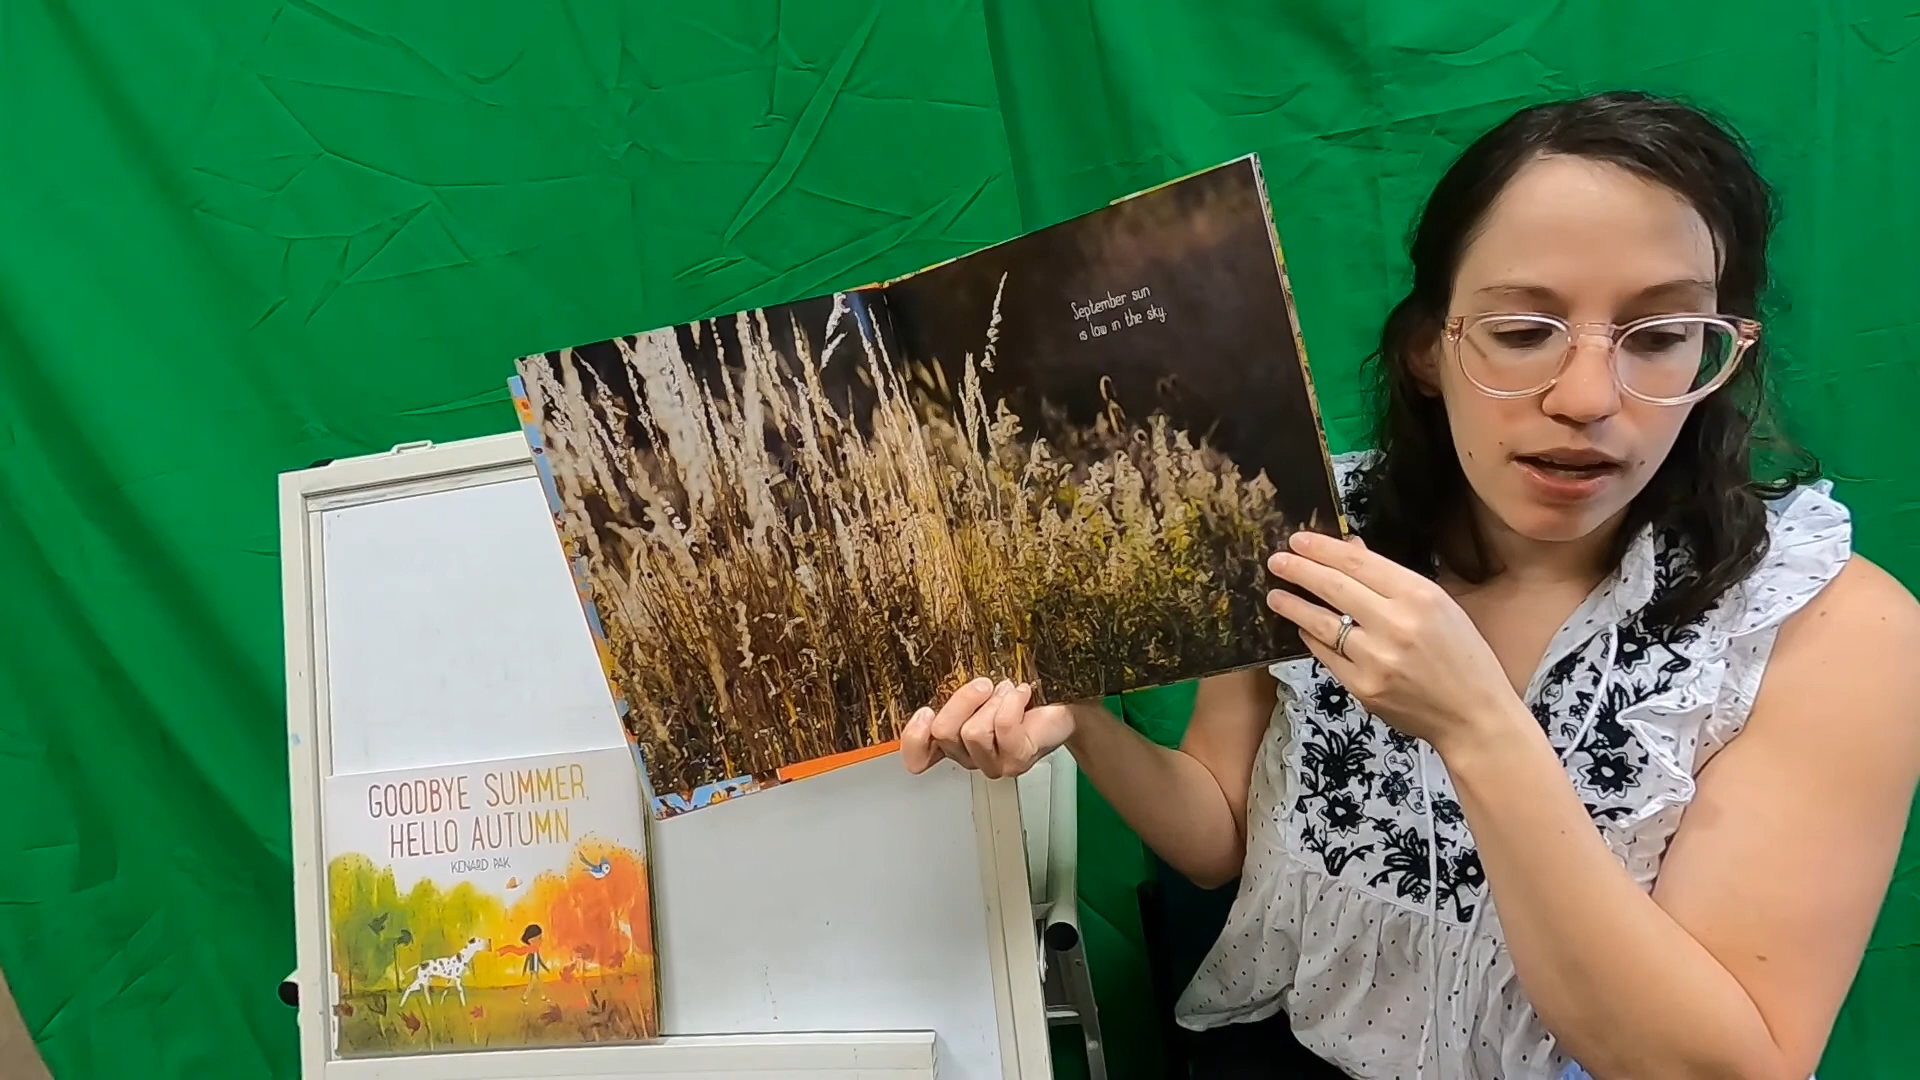 September sun
is low in the sky.
GOODBYE SUMMER,
HELLO AUTUMN
KENARD PAK